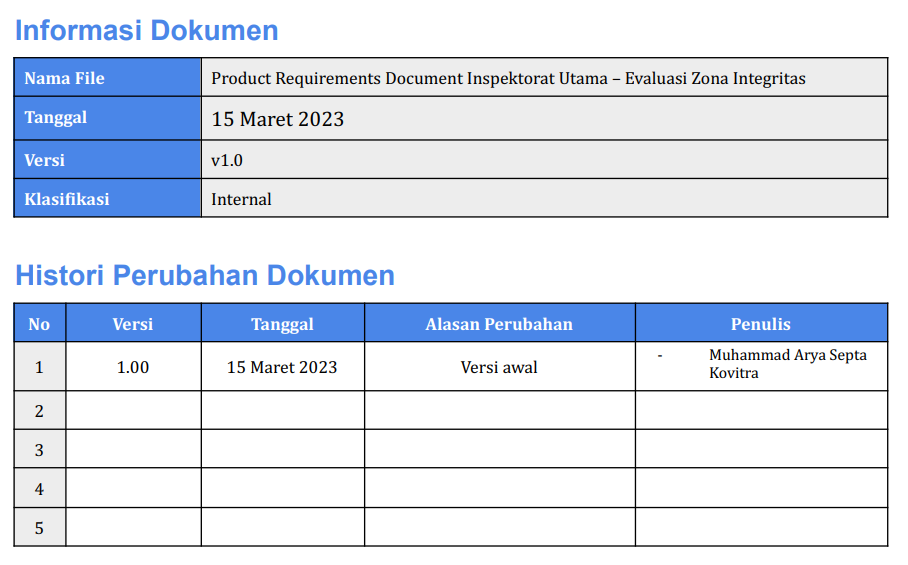 Informasi Dokumen
Nama File Product Requirements Document Inspektorat Utama – Evaluasi Zona Integritas
Tanggal 15 Maret 2023
Versi v1.0
Klasifikasi Internal
Histori Perubahan Dokumen
No Versi Tanggal Alasan Perubahan Penulis
1 1.00 15 Maret 2023 Versi awal - Muhammad Arya Septa
Kovitra
2
3
4
5